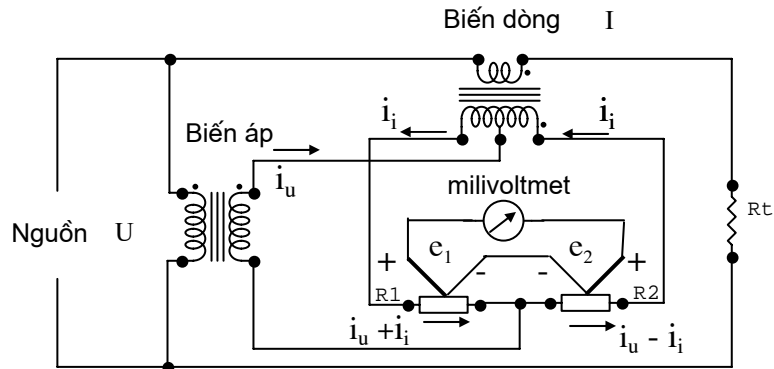 Biến dòng I
i_i i_i
Biến áp
i_u
milivoltmet
Nguồn U
Rt
e_1 e_2
+ - - +
R1 R2
i_u + i_i i_u - i_i